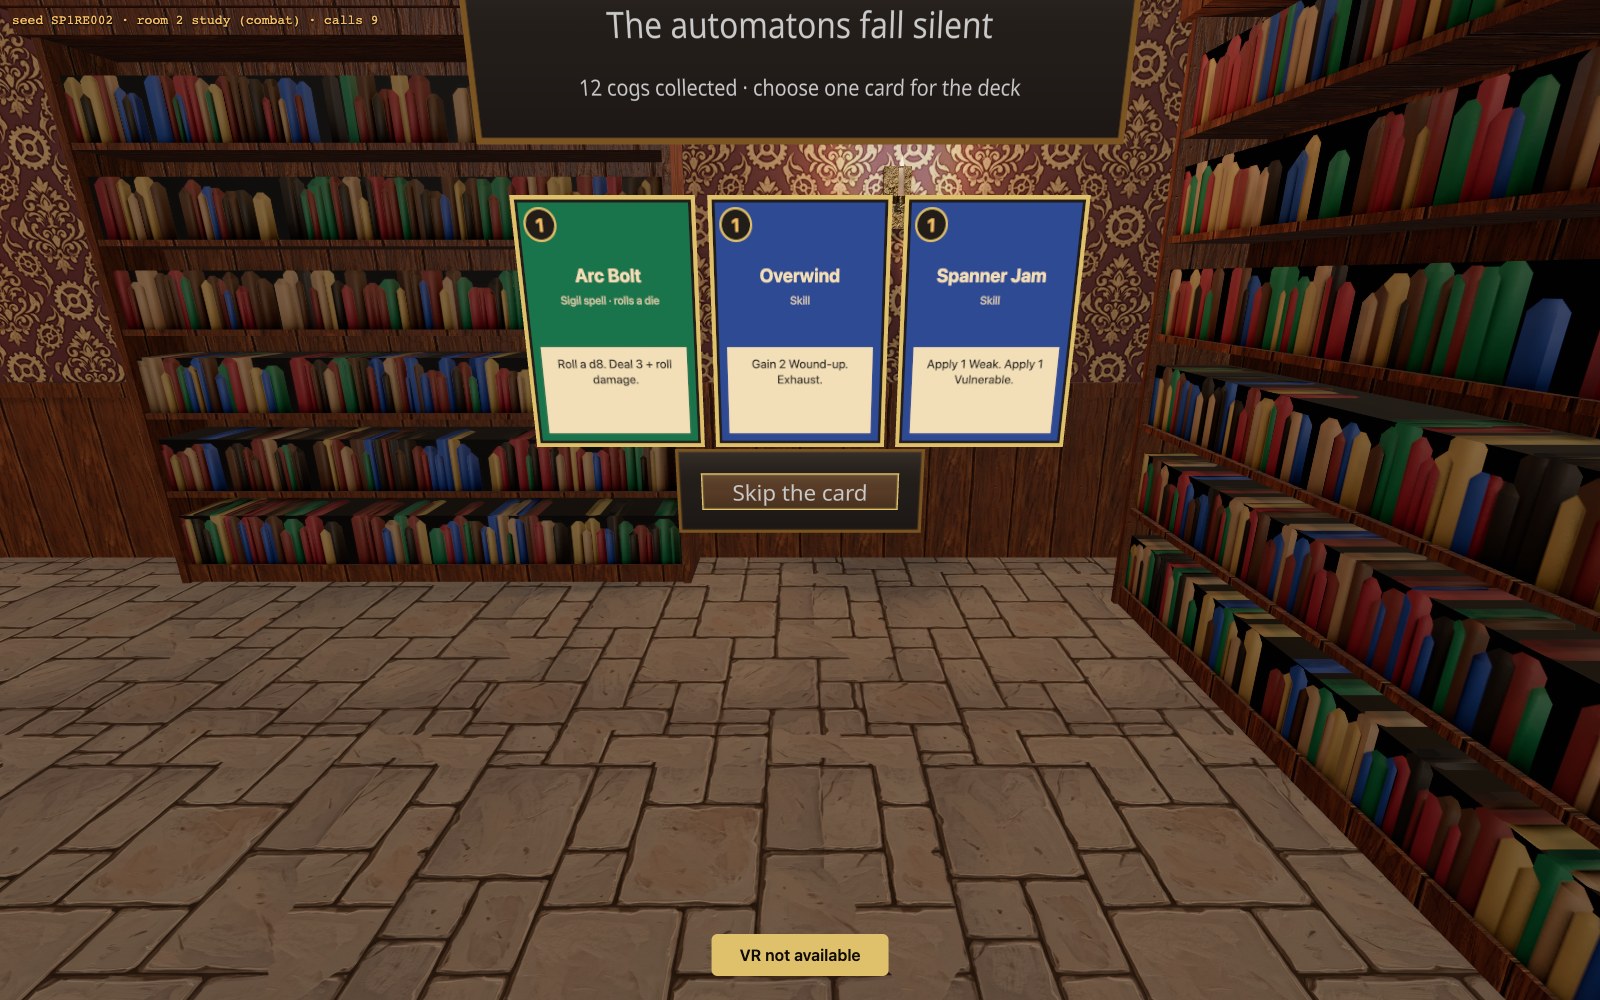 seed SP1RE002 · room 2 study (combat) · calls 9
The automatons fall silent
12 cogs collected · choose one card for the deck
1
Arc Bolt
Sigil spell · rolls a die
Roll a d8. Deal 3 + roll
damage.
1
Overwind
Skill
Gain 2 Wound-up.
Exhaust.
1
Spanner Jam
Skill
Apply 1 Weak. Apply 1
Vulnerable.
Skip the card
VR not available